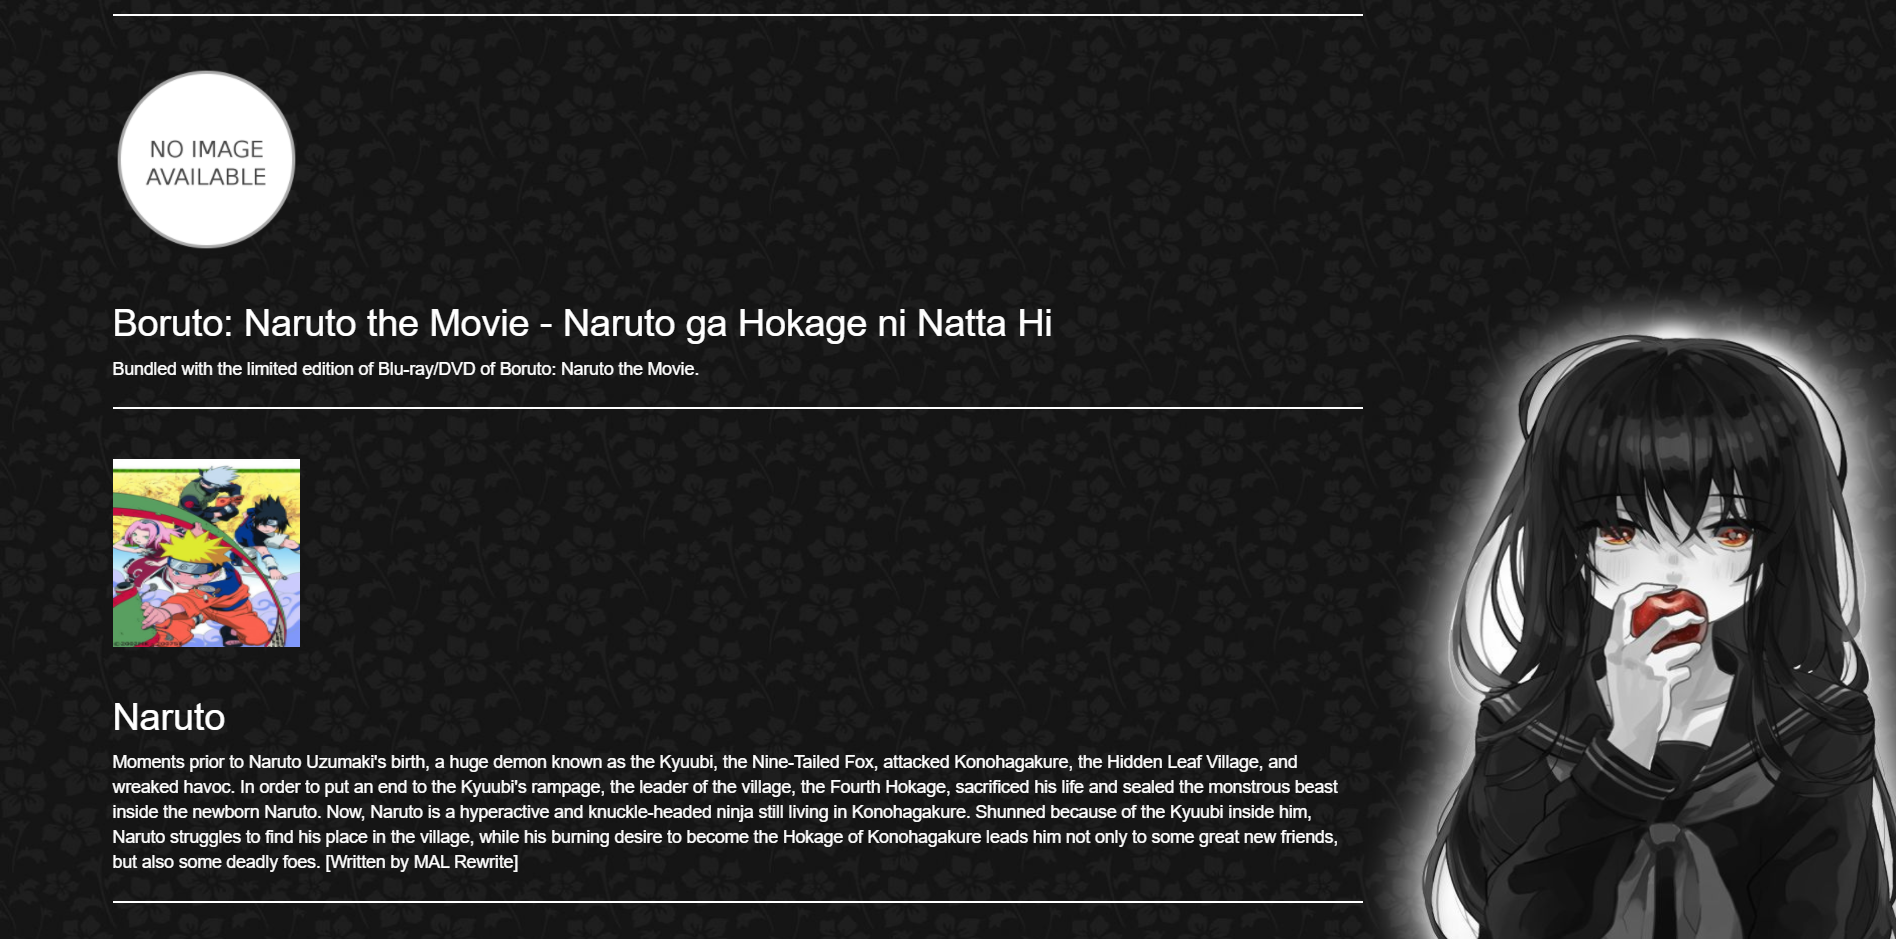 NO IMAGE
AVAILABLE
Boruto: Naruto the Movie - Naruto ga Hokage ni Natta Hi
Bundled with the limited edition of Blu-ray/DVD of Boruto: Naruto the Movie.
Naruto
Moments prior to Naruto Uzumaki's birth, a huge demon known as the Kyuubi, the Nine-Tailed Fox, attacked Konohagakure, the Hidden Leaf Village, and
wreaked havoc. In order to put an end to the Kyuubi's rampage, the leader of the village, the Fourth Hokage, sacrificed his life and sealed the monstrous beast
inside the newborn Naruto. Now, Naruto is a hyperactive and knuckle-headed ninja still living in Konohagakure. Shunned because of the Kyuubi inside him,
Naruto struggles to find his place in the village, while his burning desire to become the Hokage of Konohagakure leads him not only to some great new friends,
but also some deadly foes. [Written by MAL Rewrite]